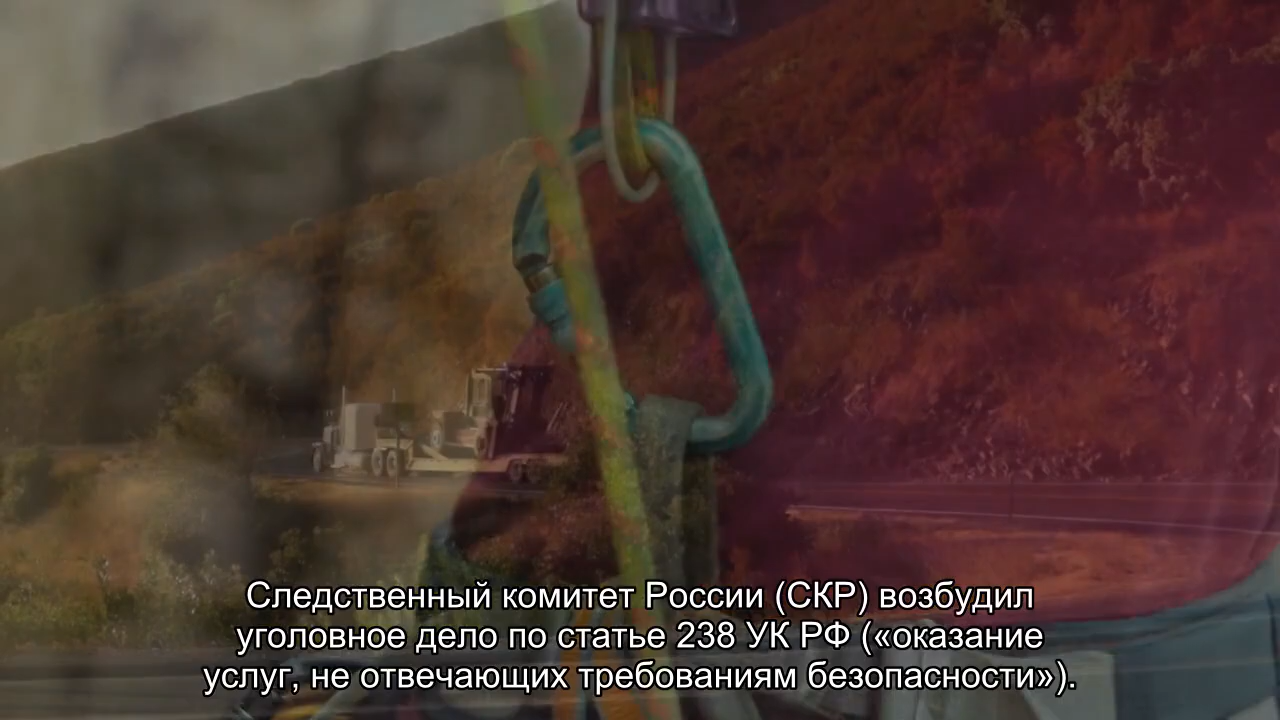 Следственный комитет России (СКР) возбудил
уголовное дело по статье 238 УК РФ («оказание
услуг, не отвечающих требованиям безопасности»).